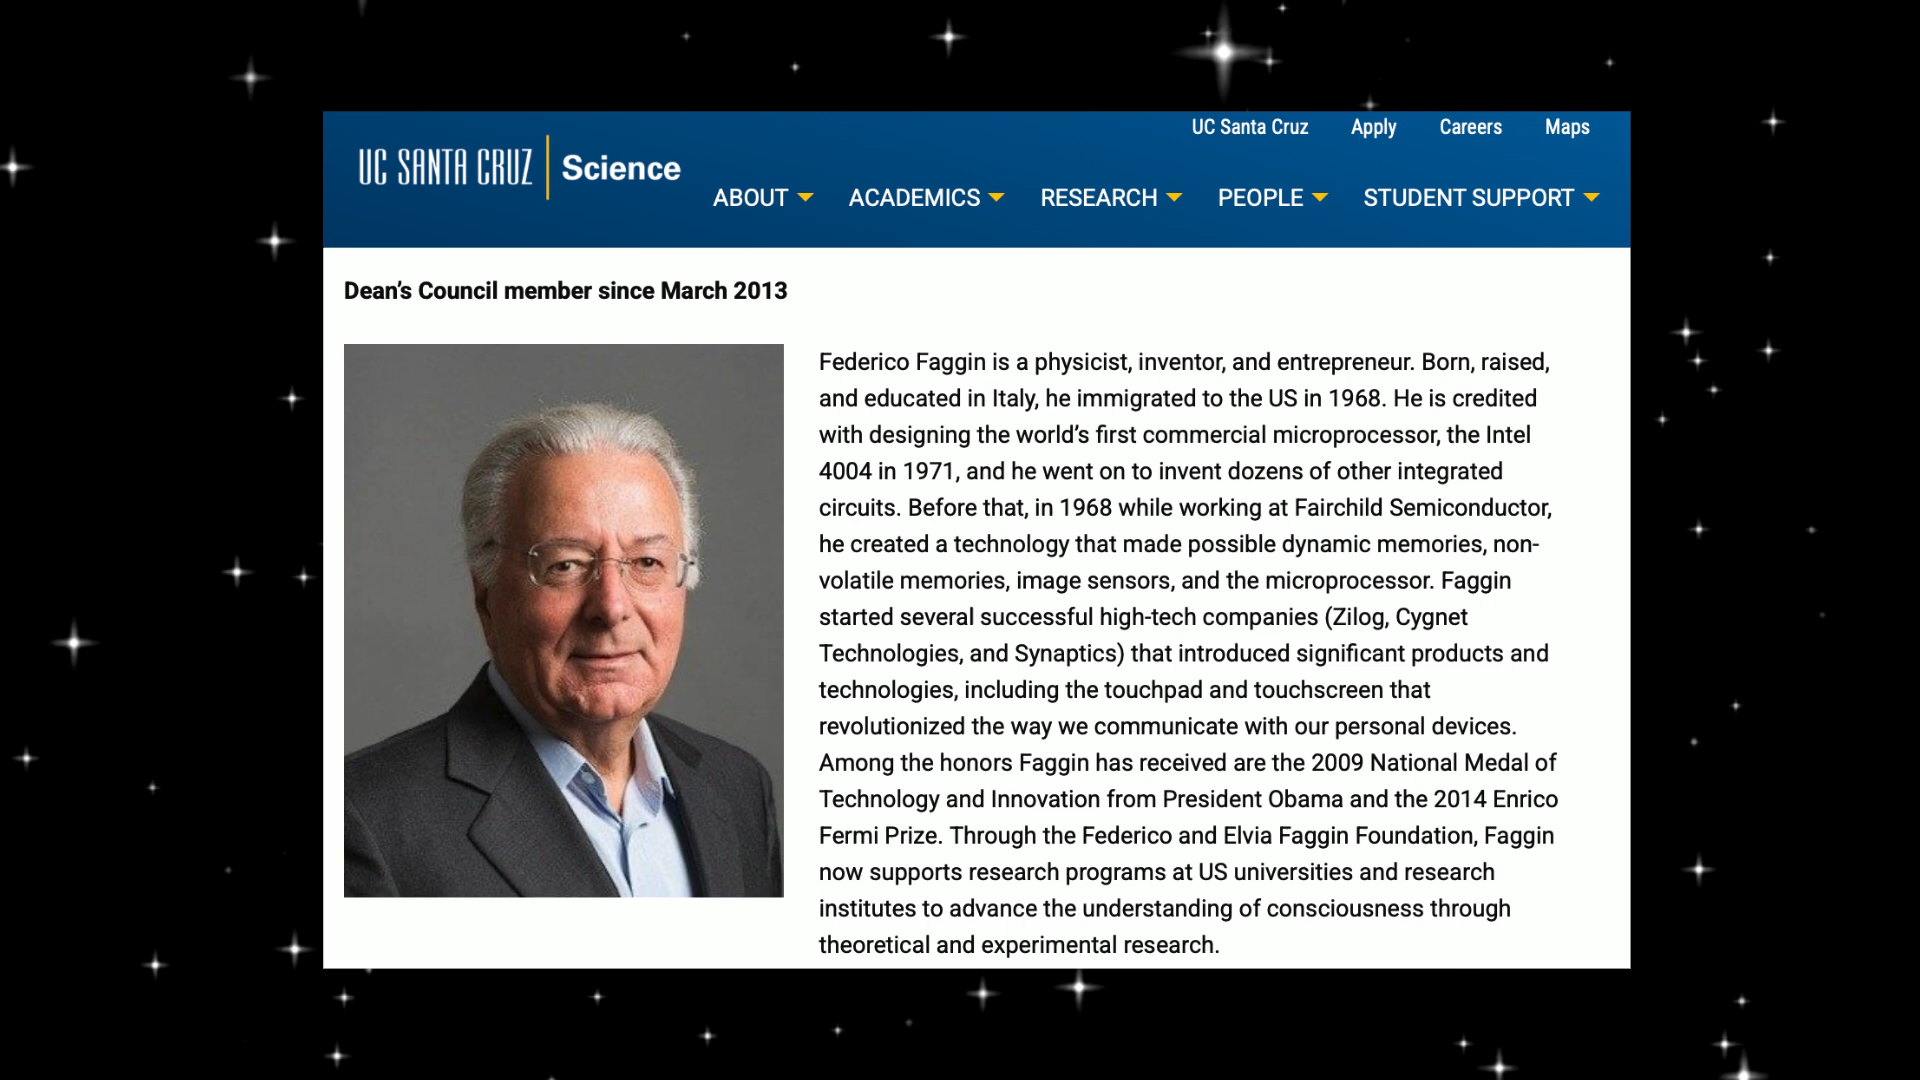 UC Santa Cruz Apply Careers Maps
UC SANTA CRUZ Science
ABOUT ACADEMICS RESEARCH PEOPLE STUDENT SUPPORT
Dean’s Council member since March 2013
Federico Faggin is a physicist, inventor, and entrepreneur. Born, raised,
and educated in Italy, he immigrated to the US in 1968. He is credited
with designing the world’s first commercial microprocessor, the Intel
4004 in 1971, and he went on to invent dozens of other integrated
circuits. Before that, in 1968 while working at Fairchild Semiconductor,
he created a technology that made possible dynamic memories, non-
volatile memories, image sensors, and the microprocessor. Faggin
started several successful high-tech companies (Zilog, Cygnet
Technologies, and Synaptics) that introduced significant products and
technologies, including the touchpad and touchscreen that
revolutionized the way we communicate with our personal devices.
Among the honors Faggin has received are the 2009 National Medal of
Technology and Innovation from President Obama and the 2014 Enrico
Fermi Prize. Through the Federico and Elvia Faggin Foundation, Faggin
now supports research programs at US universities and research
institutes to advance the understanding of consciousness through
theoretical and experimental research.